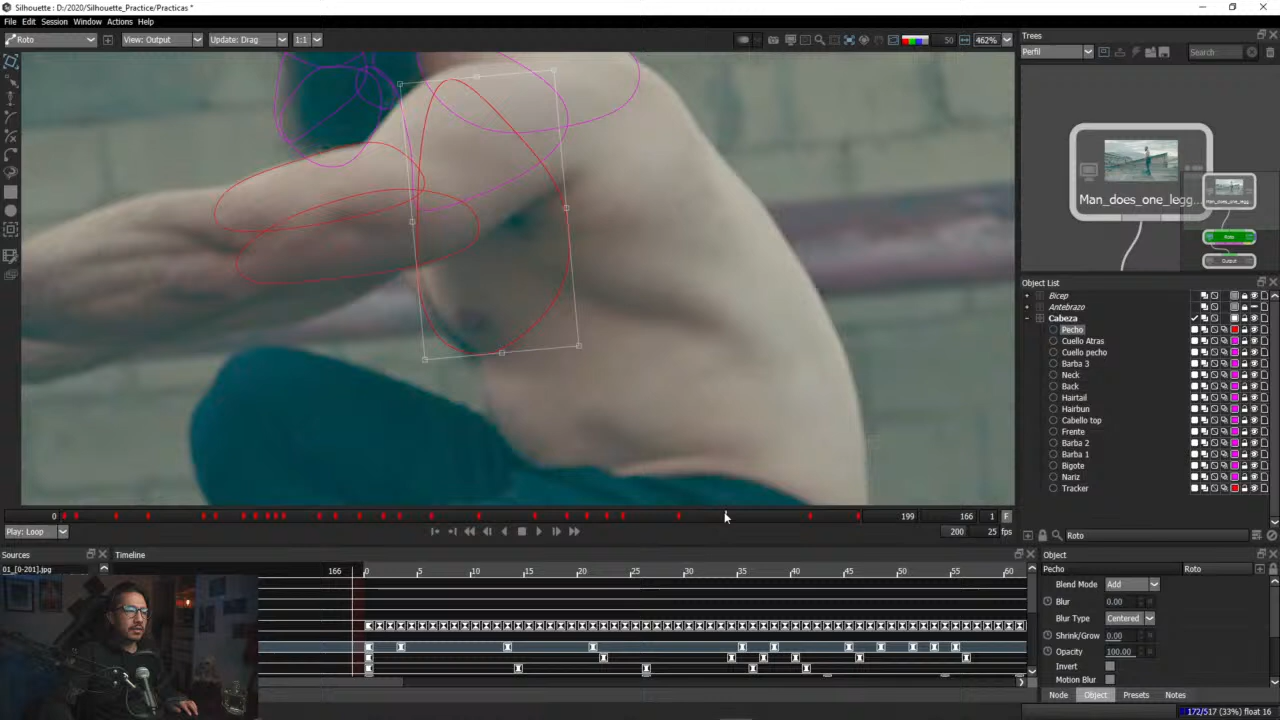 Silhouette : D:/2020/Silhouette_Practice/Practicas *
File Edit Session Window Actions Help
Roto View: Output Update: Drag 1:1 50 462%
Trees
Perfil Search
Man_does_one_legg...
Roto
Output
Object List
Bicep
Antebrazo
Cabeza
Pecho
Cuello Atras
Cuello pecho
Barba 3
Neck
Back
Hairtail
Hairbun
Cabello top
Frente
Barba 2
Barba 1
Bigote
Nariz
Tracker
0 199 166 1 F
Play: Loop 200 25 fps
Roto
Sources Timeline Object
01_[0-201].jpg 166 0 5 10 15 20 25 30 35 40 45 50 55 60
Pecho Roto
Blend Mode Add
Blur 0.00
Blur Type Centered
Shrink/Grow 0.00
Opacity 100.00
Invert
Motion Blur
Node Object Presets Notes
172/517 (33%) float 16